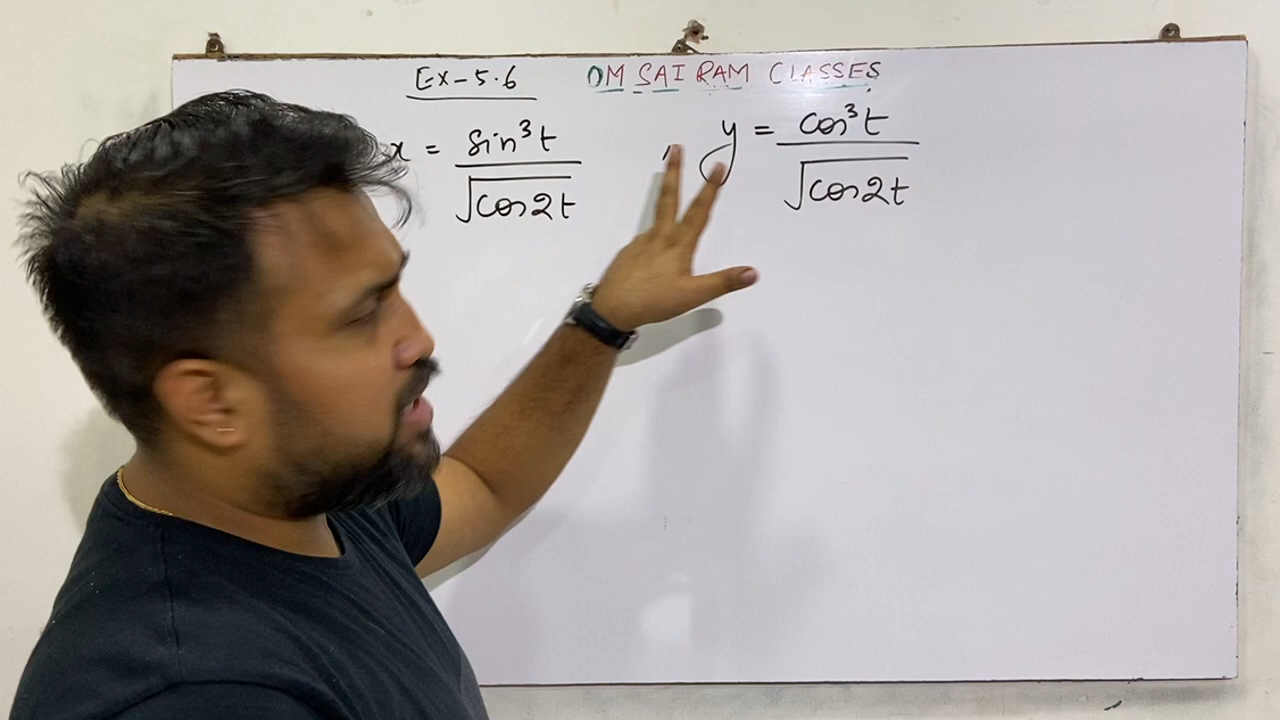 Ex-5.6 OM SAI RAM CLASSES
x = sin³t / √cos2t , y = cos³t / √cos2t